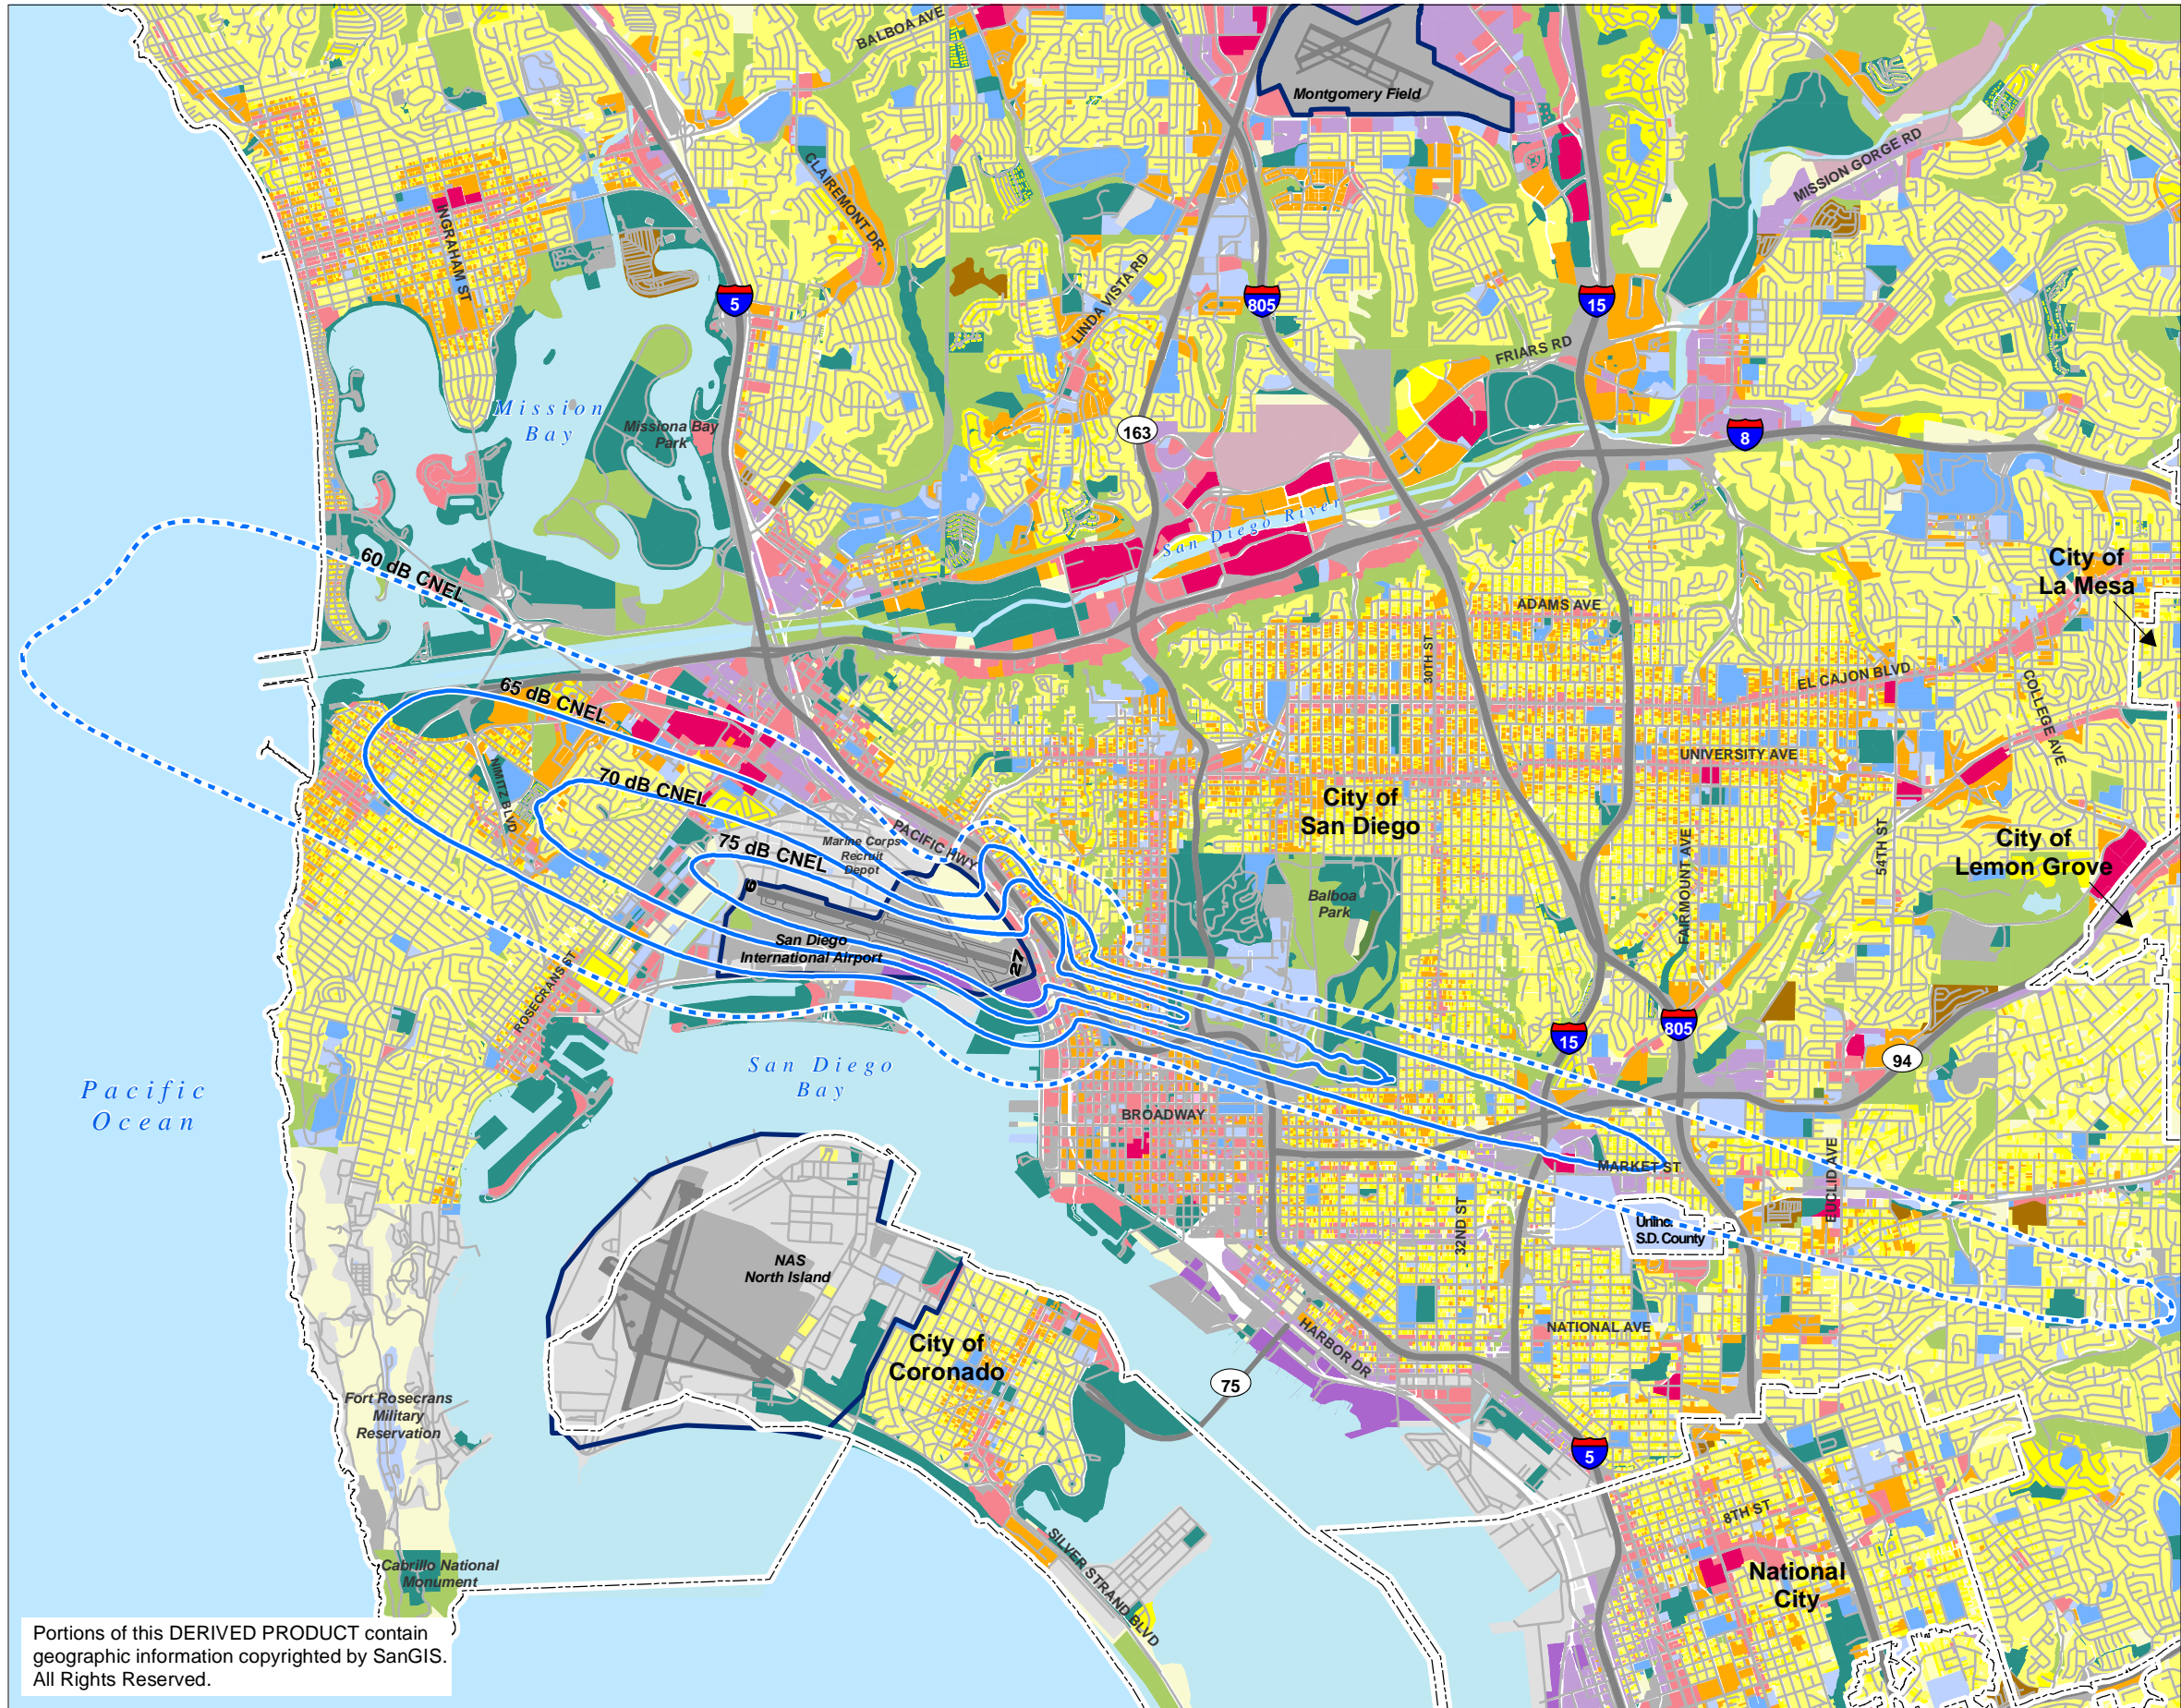 BALBOA AVE
Montgomery Field
CLAIREMONT DR
MISSION GORGE RD
INGRAHAM ST
LINDA VISTA RD
5
805
15
FRIARS RD
Mission
Bay
Missiona Bay
Park
163
8
San Diego River
60 dB CNEL
City of
La Mesa
ADAMS AVE
30TH ST
EL CAJON BLVD
COLLEGE AVE
65 dB CNEL
UNIVERSITY AVE
NIMITZ BLVD
70 dB CNEL
City of
San Diego
PACIFIC HWY
75 dB CNEL
Marine Corps
Recruit
Depot
FAIRMOUNT AVE
54TH ST
City of
Lemon Grove
9
Balboa
Park
San Diego
International Airport
27
ROSECRANS ST
15
805
94
San Diego
Bay
Pacific
Ocean
BROADWAY
MARKET ST
EUCLID AVE
32ND ST
Uninc.
S.D. County
NAS
North Island
City of
Coronado
HARBOR DR
NATIONAL AVE
75
Fort Rosecrans
Military
Reservation
5
8TH ST
SILVER STRAND BLVD
Cabrillo National
Monument
National
City
Portions of this DERIVED PRODUCT contain
geographic information copyrighted by SanGIS.
All Rights Reserved.